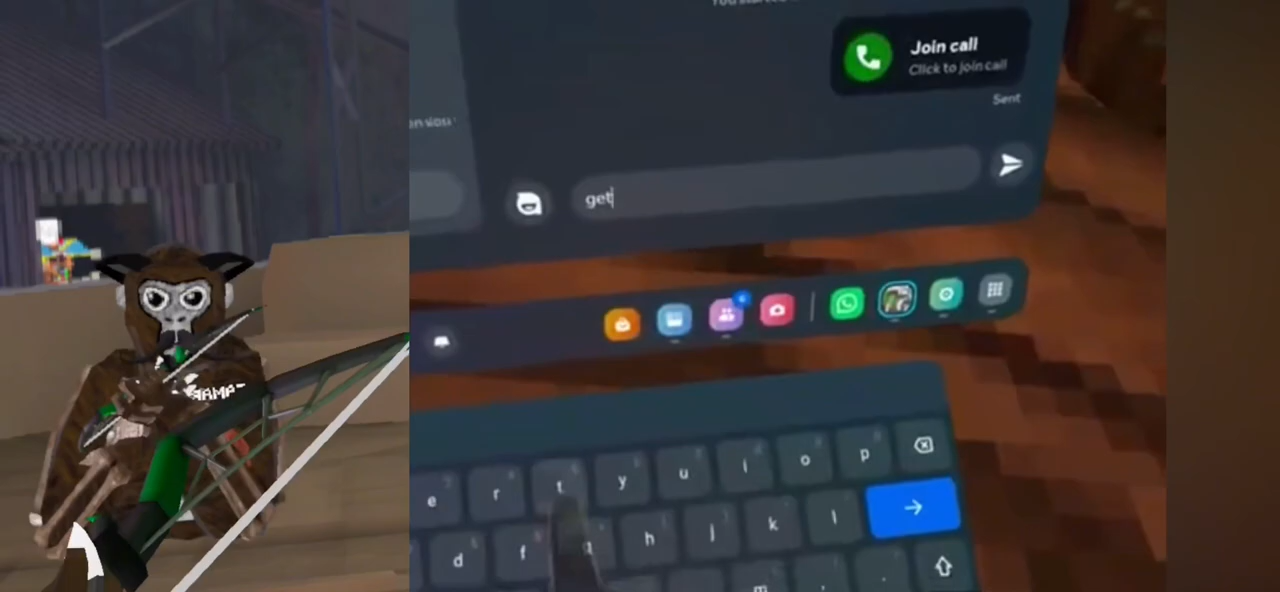 Join call
Click to join call
Sent
get
e r t y u i o p
d f g h j k l
m , .